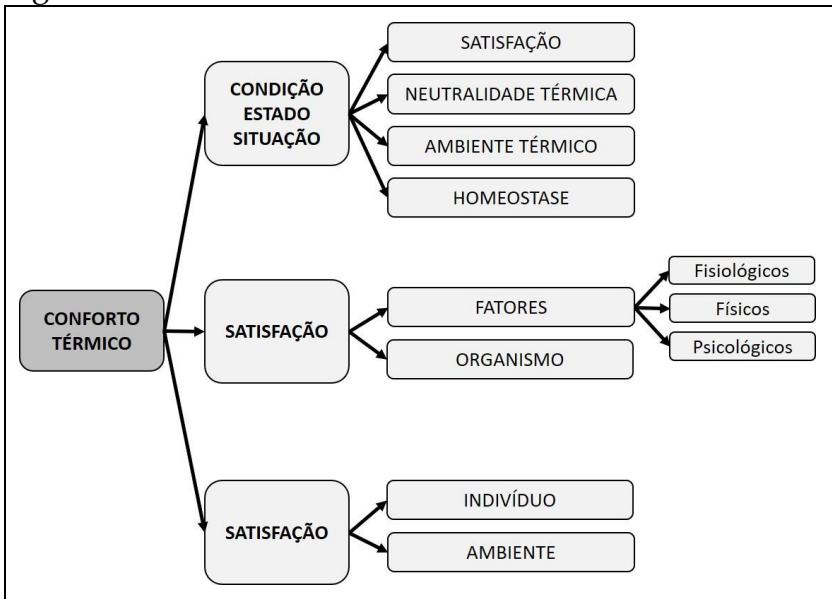 CONFORTO
TÉRMICO
CONDIÇÃO
ESTADO
SITUAÇÃO
SATISFAÇÃO
NEUTRALIDADE TÉRMICA
AMBIENTE TÉRMICO
HOMEOSTASE
SATISFAÇÃO
FATORES
Fisiológicos
Físicos
Psicológicos
ORGANISMO
SATISFAÇÃO
INDIVÍDUO
AMBIENTE